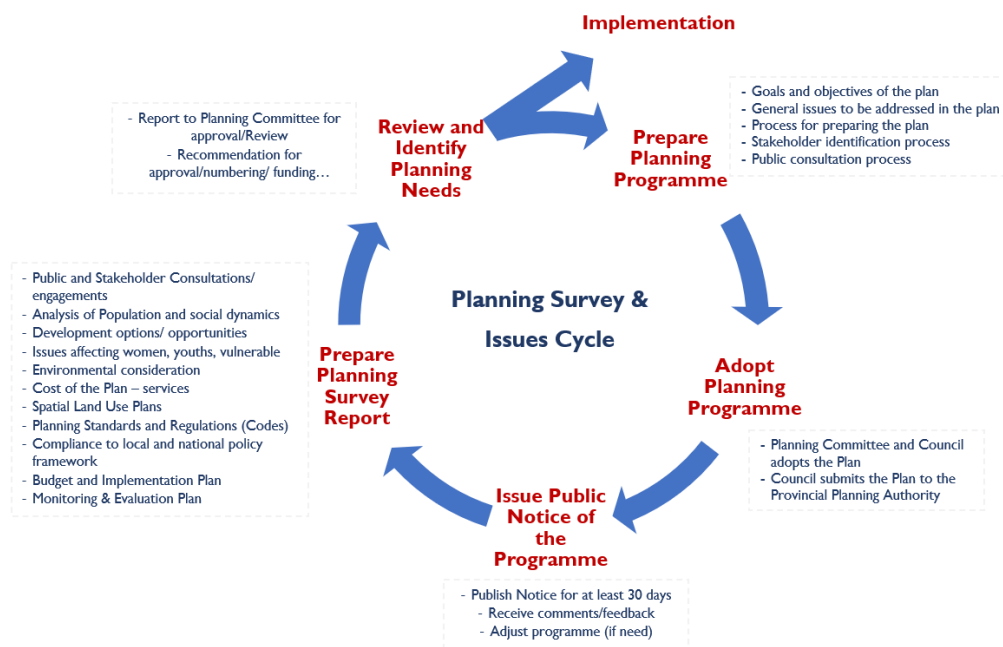 Implementation
- Goals and objectives of the plan
- General issues to be addressed in the plan
- Process for preparing the plan
- Stakeholder identification process
- Public consultation process
Prepare
Planning
Programme
- Report to Planning Committee for
approval/Review
- Recommendation for
approval/numbering/ funding…
Review and
Identify
Planning
Needs
Planning Survey &
Issues Cycle
- Public and Stakeholder Consultations/
engagements
- Analysis of Population and social dynamics
- Development options/ opportunities
- Issues affecting women, youths, vulnerable
- Environmental consideration
- Cost of the Plan – services
- Spatial Land Use Plans
- Planning Standards and Regulations (Codes)
- Compliance to local and national policy
framework
- Budget and Implementation Plan
- Monitoring & Evaluation Plan
Prepare
Planning
Survey
Report
Adopt
Planning
Programme
- Planning Committee and Council
adopts the Plan
- Council submits the Plan to the
Provincial Planning Authority
Issue Public
Notice of
the
Programme
- Publish Notice for at least 30 days
- Receive comments/feedback
- Adjust programme (if need)